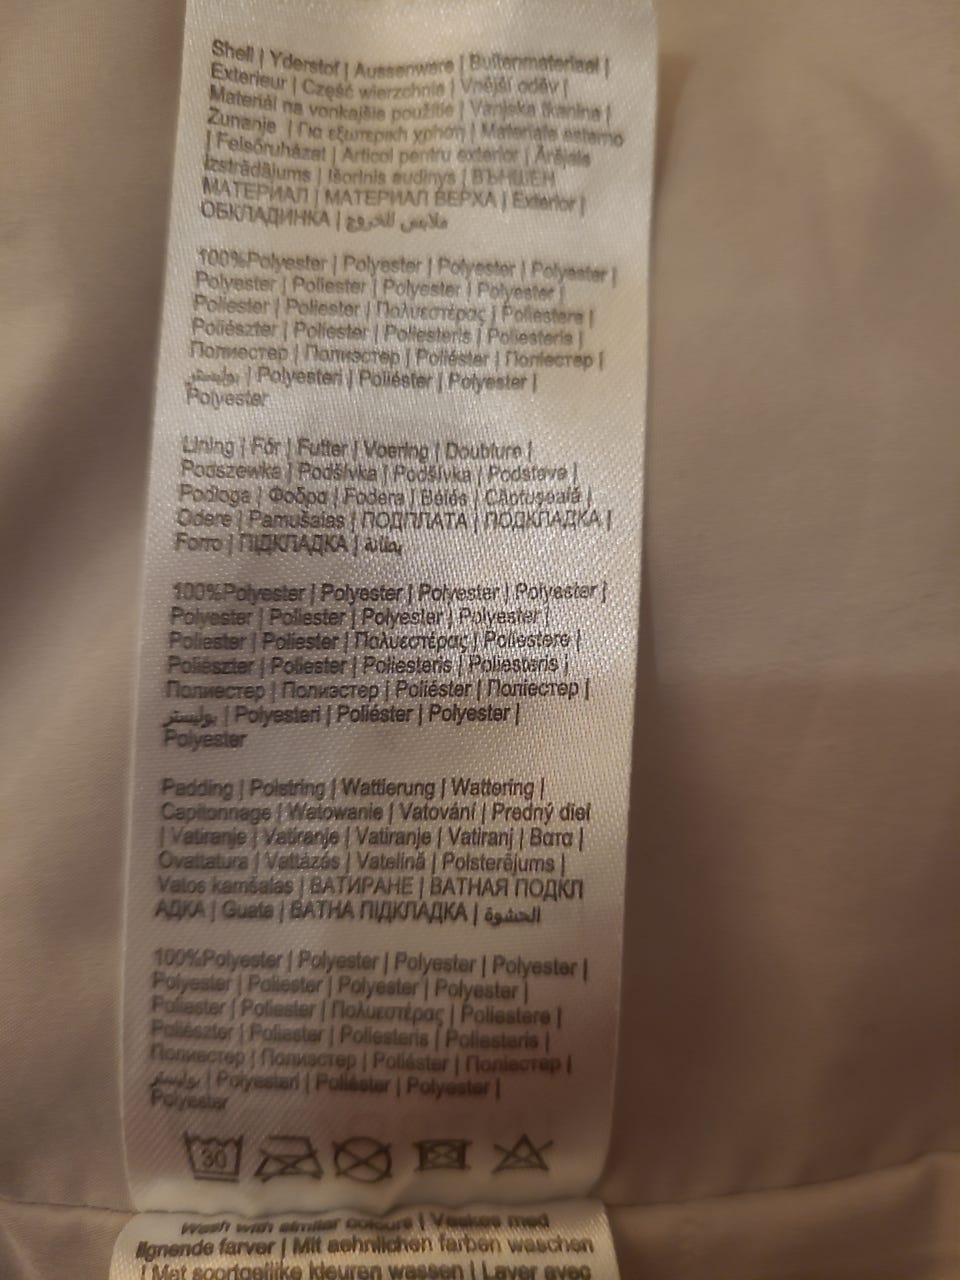 Shell | Yderstof | Aussenware | Buitenmateriaal |
Exterieur | Część wierzchnia | Vnější oděv |
Materiál na vonkajšie použitie | Vanjska tkanina |
Zunanje | Για εξωτερική χρήση | Materiale esterno
| Felsőruházat | Articol pentru exterior | Ārējais
Izstrādājums | Išorinis audinys | ВЪНШЕН
МАТЕРИАЛ | МАТЕРИАЛ ВЕРХА | Exterior |
ОБКЛАДИНКА | ملابس للخروج
100%Polyester | Polyester | Polyester | Polyester |
Polyester | Poliester | Polyester | Polyester |
Poliester | Poliester | Πολυεστέρας | Poliestere |
Poliészter | Poliester | Poliesteris | Poliesteris |
Полиестер | Полиэстер | Poliéster | Поліестер |
بوليستر | Polyesteri | Poliéster | Polyester |
Polyester
Lining | Fór | Futter | Voering | Doublure |
Podszewka | Podšívka | Podšívka | Podstava |
Podloga | Φοδρα | Fodera | Bélés | Căptușeală |
Odere | Pamušalas | ПОДПЛАТА | ПОДКЛАДКА |
Forro | ПІДКЛАДКА | بطانة
100%Polyester | Polyester | Polyester | Polyester |
Polyester | Poliester | Polyester | Polyester |
Poliester | Poliester | Πολυεστέρας | Poliestere |
Poliészter | Poliester | Poliesteris | Poliesteris |
Полиестер | Полиэстер | Poliéster | Поліестер |
بوليستر | Polyesteri | Poliéster | Polyester |
Polyester
Padding | Polstring | Wattierung | Wattering |
Capitonnage | Watowanie | Vatování | Predný diel
| Vatiranje | Vatiranje | Vatiranje | Vatiranj | Βατα |
Ovattatura | Vattázás | Vatelină | Polsterējums |
Vatos kamšalas | ВАТИРАНЕ | ВАТНАЯ ПОДКЛ
АДКА | Guata | ВАТНА ПІДКЛАДКА | الحشوة
100%Polyester | Polyester | Polyester | Polyester |
Polyester | Poliester | Polyester | Polyester |
Poliester | Poliester | Πολυεστέρας | Poliestere |
Poliészter | Poliester | Poliesteris | Poliesteris |
Полиестер | Полиэстер | Poliéster | Поліестер |
بوليستر | Polyesteri | Poliéster | Polyester |
Polyester
30
Wash with similar colours | Vaskes med
lignende farver | Mit aehnlichen farben waschen
| Met soortgelijke kleuren wassen | Laver avec